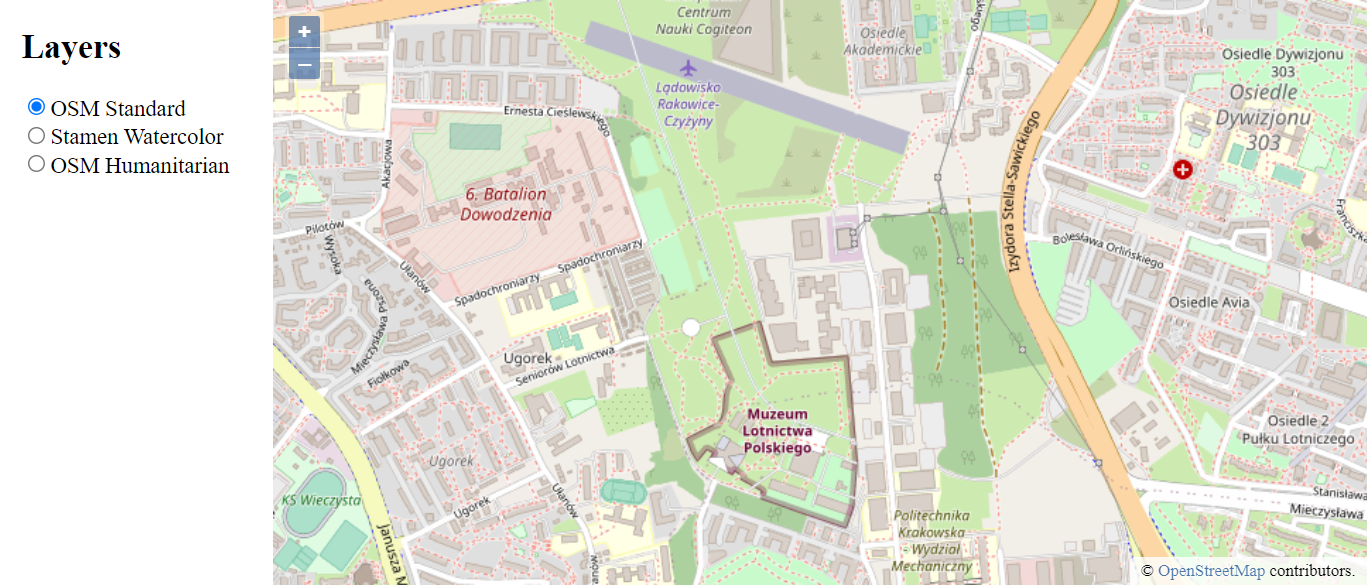 Layers
OSM Standard
Stamen Watercolor
OSM Humanitarian
+
−
Centrum
Nauki Cogiteon
Osiedle
Akademickie
Lądowisko
Rakowice-
Czyżyny
Ernesta Cieślewskiego
Akacjowa
6. Batalion
Dowodzenia
Pilotów
Wysoka
Ułanów
Spadochroniarzy
Spadochroniarzy
Mieczysława
Fiołkowa
Ugorek
Seniorów Lotnictwa
Ugorek
Ugorek
Ułanów
KS Wieczysta
Janusza M
Muzeum
Lotnictwa
Polskiego
Politechnika
Krakowska
- Wydział
Mechaniczny
Izydora Stella-Sawickiego
Osiedle Dywizjonu
303
Osiedle
Dywizjonu
303
Bolesława Orlińskiego
Osiedle Avia
Osiedle 2
Pułku Lotniczego
Stanisława
Mieczysława
© OpenStreetMap contributors.